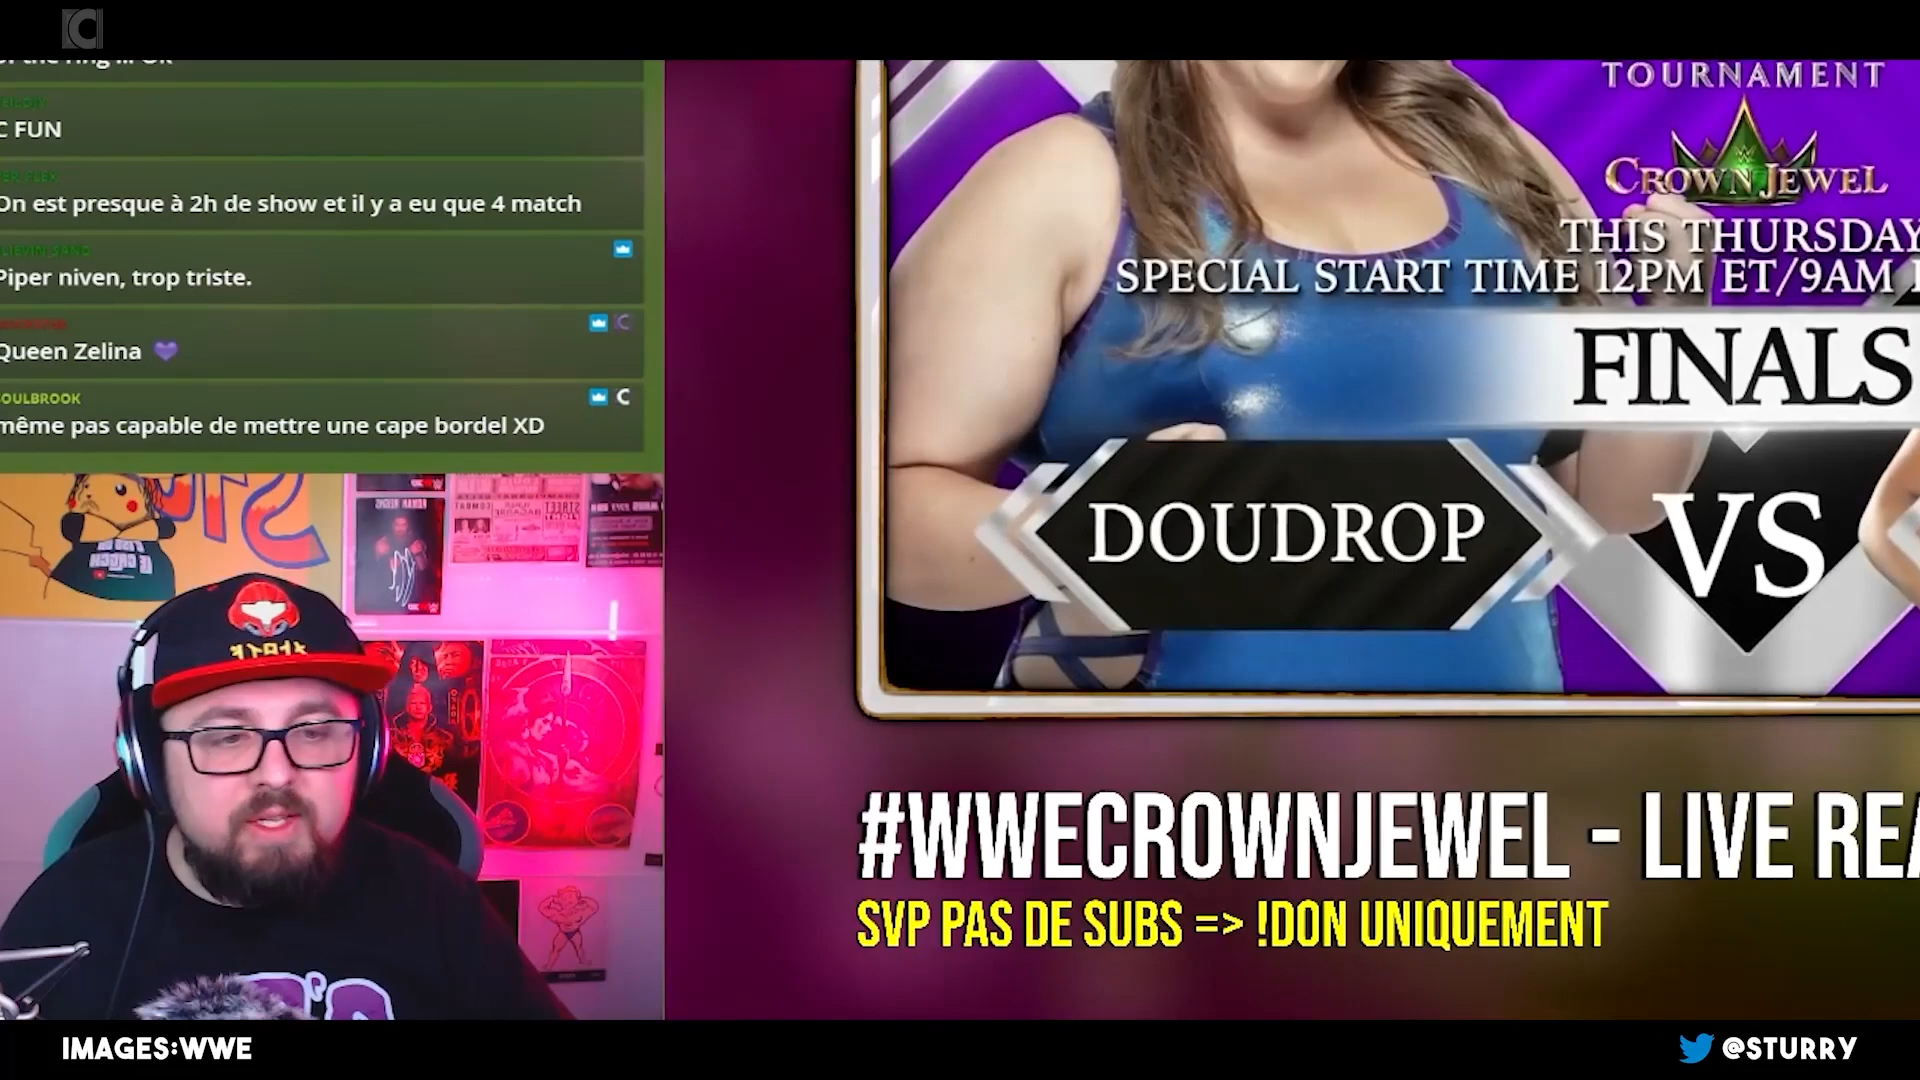 C FUN
On est presque à 2h de show et il y a eu que 4 match
Piper niven, trop triste.
Queen Zelina
SOULBROOK
même pas capable de mettre une cape bordel XD
TOURNAMENT
CROWN JEWEL
THIS THURSDAY
SPECIAL START TIME 12PM ET/9AM
FINALS
DOUDROP
VS
#WWECROWNJEWEL - LIVE REA
SVP PAS DE SUBS => !DON UNIQUEMENT
IMAGES:WWE
@STURRY